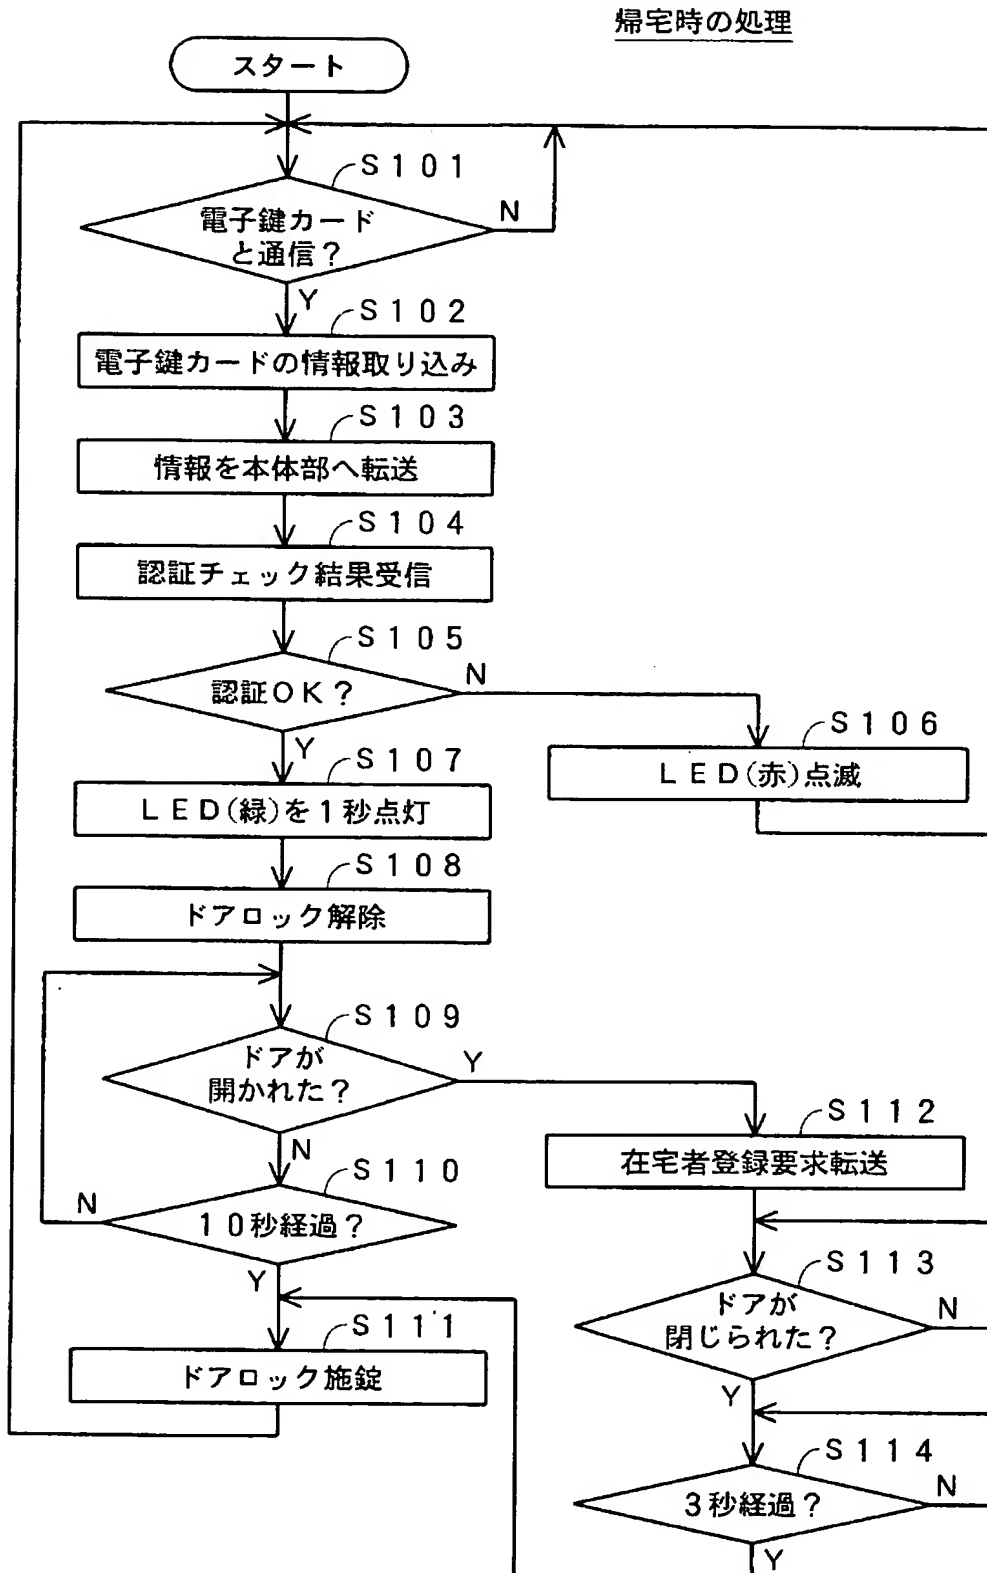 帰宅時の処理
スタート
S101
電子鍵カード
と通信?
N
Y
S102
電子鍵カードの情報取り込み
S103
情報を本体部へ転送
S104
認証チェック結果受信
S105
認証OK?
N
Y
S106
LED(赤)点滅
S107
LED(緑)を1秒点灯
S108
ドアロック解除
S109
ドアが
開かれた?
Y
N
S110
10秒経過?
N
Y
S111
ドアロック施錠
S112
在宅者登録要求転送
S113
ドアが
閉じられた?
N
Y
S114
3秒経過?
N
Y